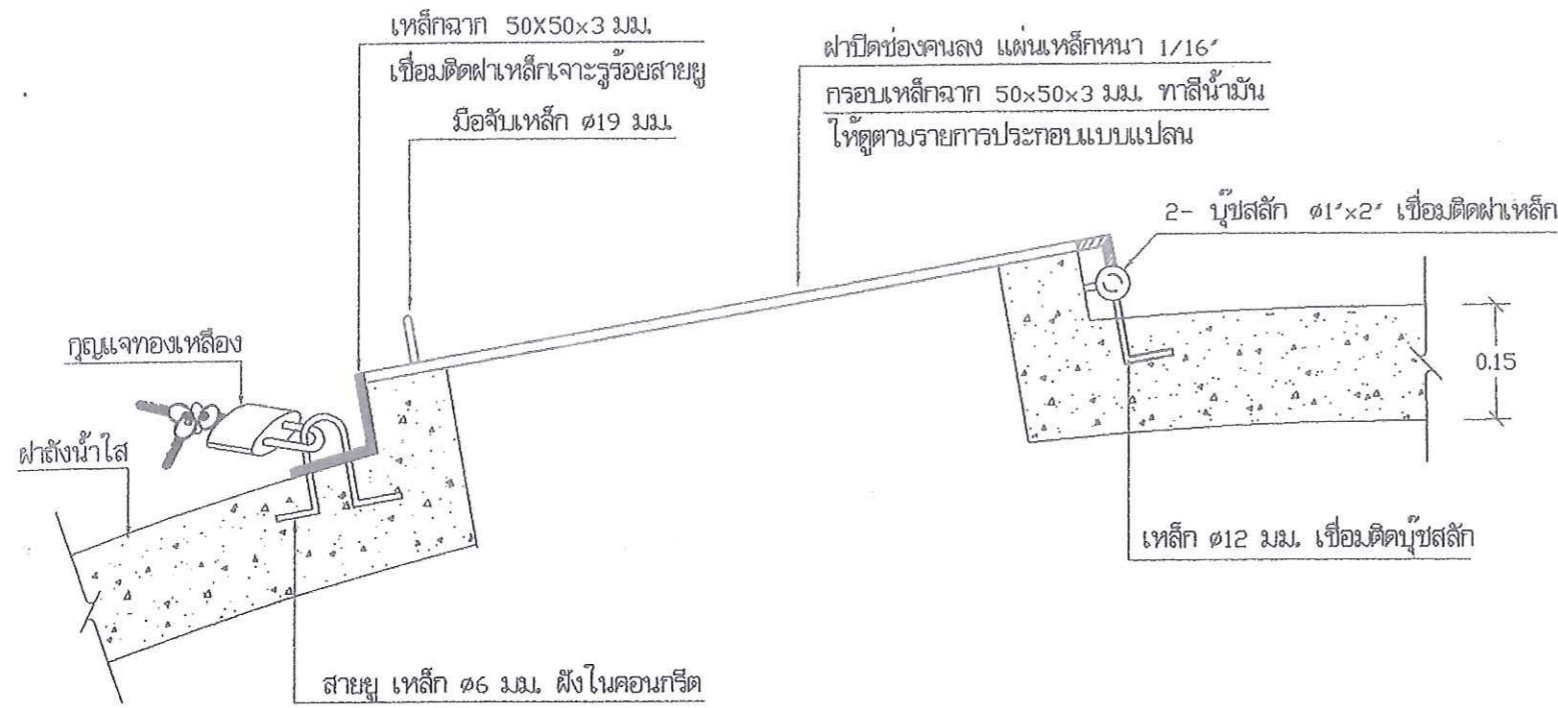 เหล็กฉาก 50X50x3 มม.
เชื่อมติดฝาเหล็กเจาะรูร้อยสายยู
มือจับเหล็ก ø19 มม.
ฝาปิดช่องคนลง แผ่นเหล็กหนา 1/16"
กรอบเหล็กฉาก 50x50x3 มม. ทาสีน้ำมัน
ให้ดูตามรายการประกอบแบบแปลน
2- บุ๊ชสลัก ø1"x2" เชื่อมติดฝาเหล็ก
กุญแจทองเหลือง
0.15
ฝาถังน้ำใส
เหล็ก ø12 มม. เชื่อมติดบุ๊ชสลัก
สายยู เหล็ก ø6 มม. ฝังในคอนกรีต